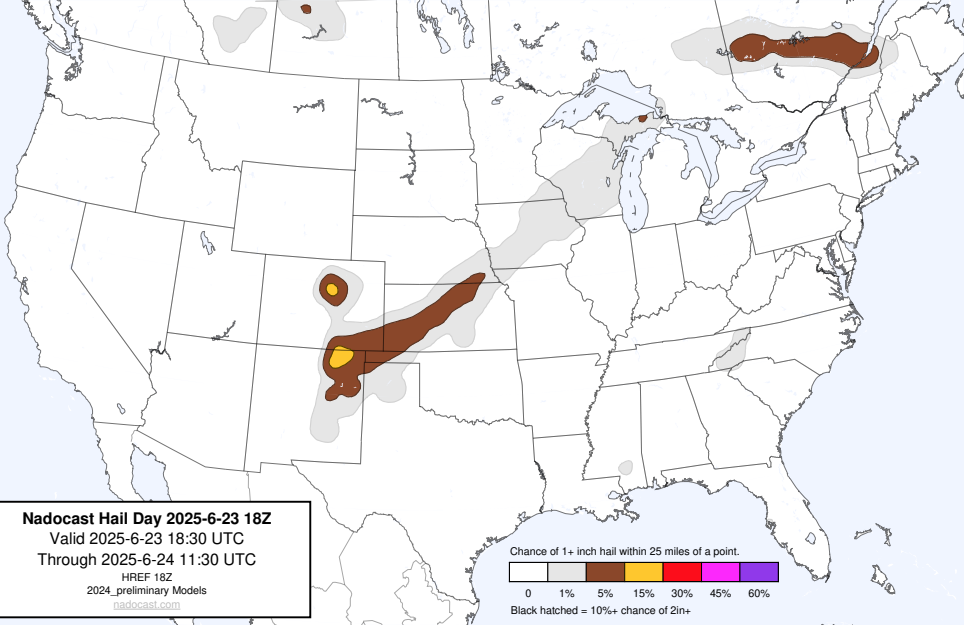 Nadocast Hail Day 2025-6-23 18Z
Valid 2025-6-23 18:30 UTC
Through 2025-6-24 11:30 UTC
HREF 18Z
2024_preliminary Models
nadocast.com
Chance of 1+ inch hail within 25 miles of a point.
0 1% 5% 15% 30% 45% 60%
Black hatched = 10%+ chance of 2in+